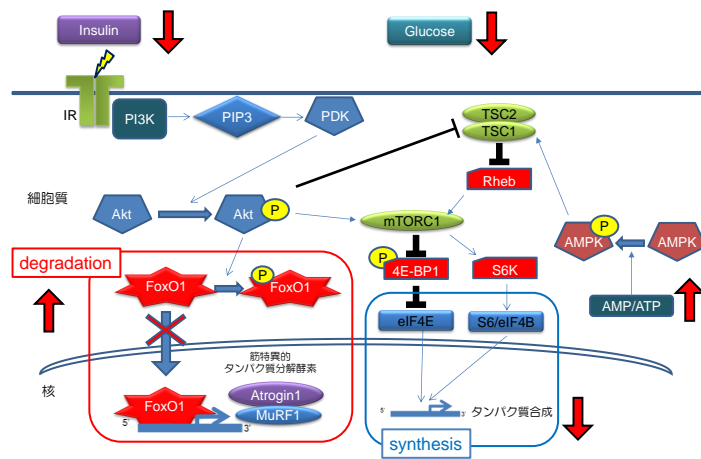 Insulin
Glucose
IR
PI3K
PIP3
PDK
TSC2
TSC1
Rheb
細胞質
Akt
Akt
P
mTORC1
P
AMPK
AMPK
degradation
FoxO1
P
FoxO1
P
4E-BP1
S6K
AMP/ATP
eIF4E
S6/eIF4B
筋特異的
タンパク質分解酵素
核
FoxO1
Atrogin1
MuRF1
5'
3'
5'
3'
タンパク質合成
synthesis